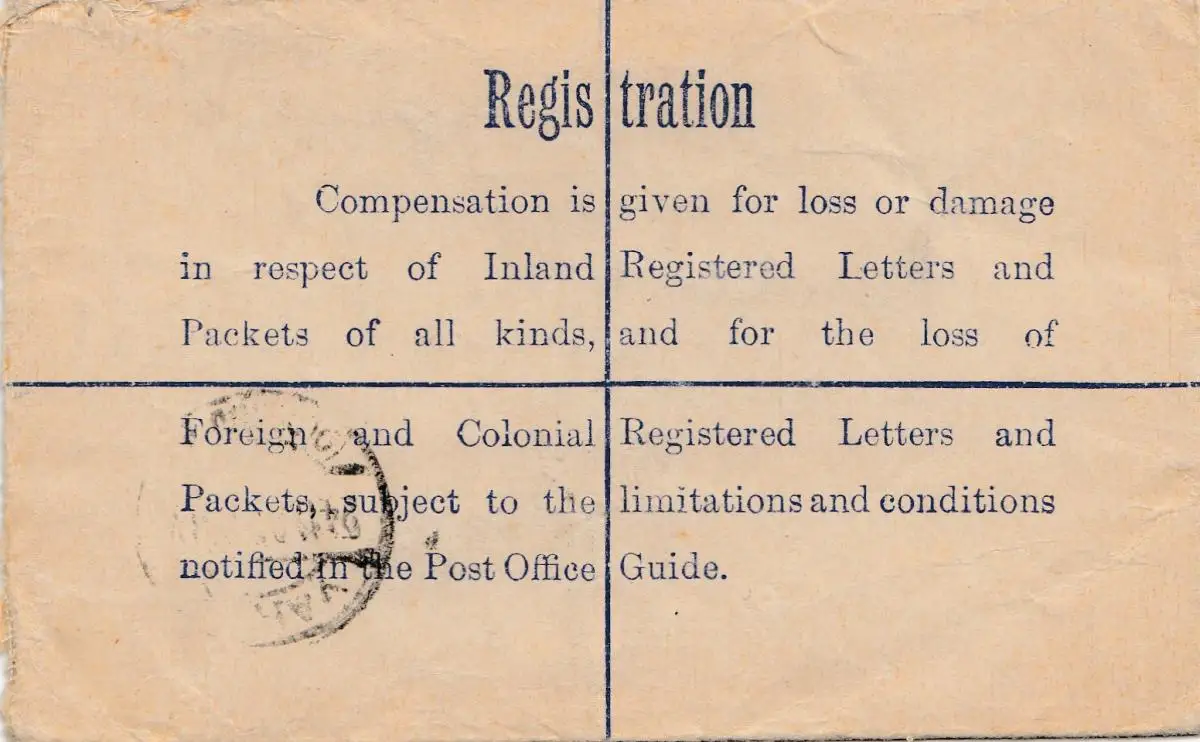 Registration
Compensation is given for loss or damage
in respect of Inland Registered Letters and
Packets of all kinds, and for the loss of
Foreign and Colonial Registered Letters and
Packets, subject to the limitations and conditions
notified in the Post Office Guide.